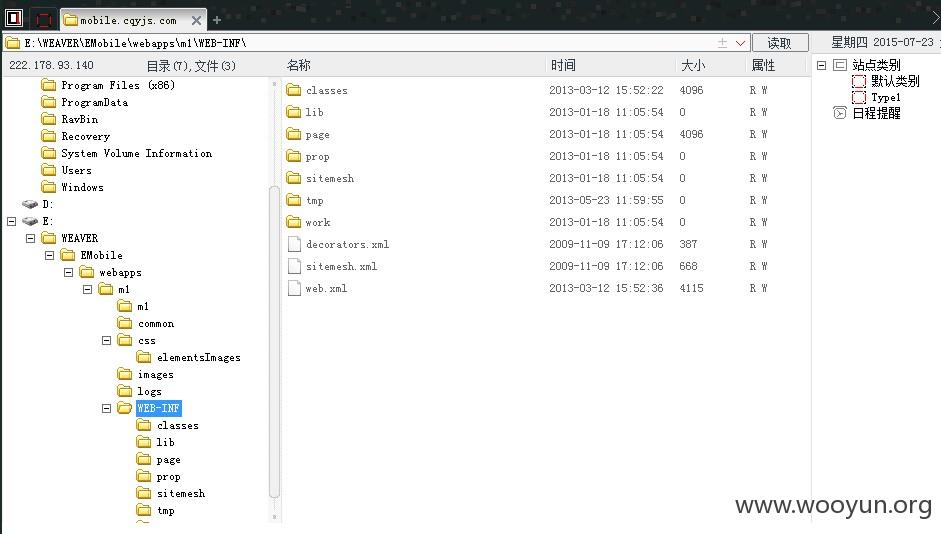 mobile.cqyjs.com
E:\WEAVER\EMobile\webapps\m1\WEB-INF\ 读取 星期四 2015-07-23
222.178.93.140 目录(7),文件(3) 名称 时间 大小 属性
Program Files (x86)
ProgramData
RavBin
Recovery
System Volume Information
Users
Windows
D:
E:
WEAVER
EMobile
webapps
m1
m1
common
css
elementsImages
images
logs
WEB-INF
classes
lib
page
prop
sitemesh
tmp
classes 2013-03-12 15:52:22 4096 R W
lib 2013-01-18 11:05:54 0 R W
page 2013-01-18 11:05:54 4096 R W
prop 2013-01-18 11:05:54 0 R W
sitemesh 2013-01-18 11:05:54 0 R W
tmp 2013-05-23 11:59:55 0 R W
work 2013-01-18 11:05:54 0 R W
decorators.xml 2009-11-09 17:12:06 387 R W
sitemesh.xml 2009-11-09 17:12:06 668 R W
web.xml 2013-03-12 15:52:36 4115 R W
站点类别
默认类别
Type1
日程提醒
www.wooyun.org